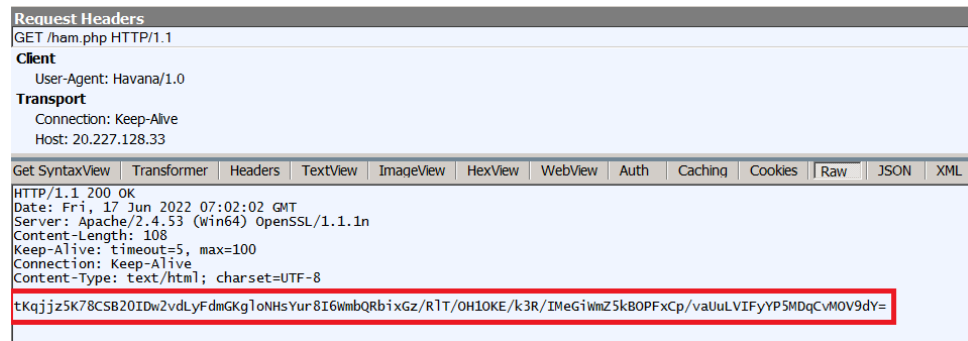 Request Headers
GET /ham.php HTTP/1.1
Client
User-Agent: Havana/1.0
Transport
Connection: Keep-Alive
Host: 20.227.128.33
Get SyntaxView Transformer Headers TextView ImageView HexView WebView Auth Caching Cookies Raw JSON XML
HTTP/1.1 200 OK
Date: Fri, 17 Jun 2022 07:02:02 GMT
Server: Apache/2.4.53 (Win64) OpenSSL/1.1.1n
Content-Length: 108
Keep-Alive: timeout=5, max=100
Connection: Keep-Alive
Content-Type: text/html; charset=UTF-8
tKqjjz5K78CSB2OIDw2vdLyFdmGKgloNHsYur8I6WmbQRbixGz/RlT/OH1OKE/k3R/IMeGiWmZ5kBOPFxCp/vaUuLVIFyYP5MDqCvMOV9dY=